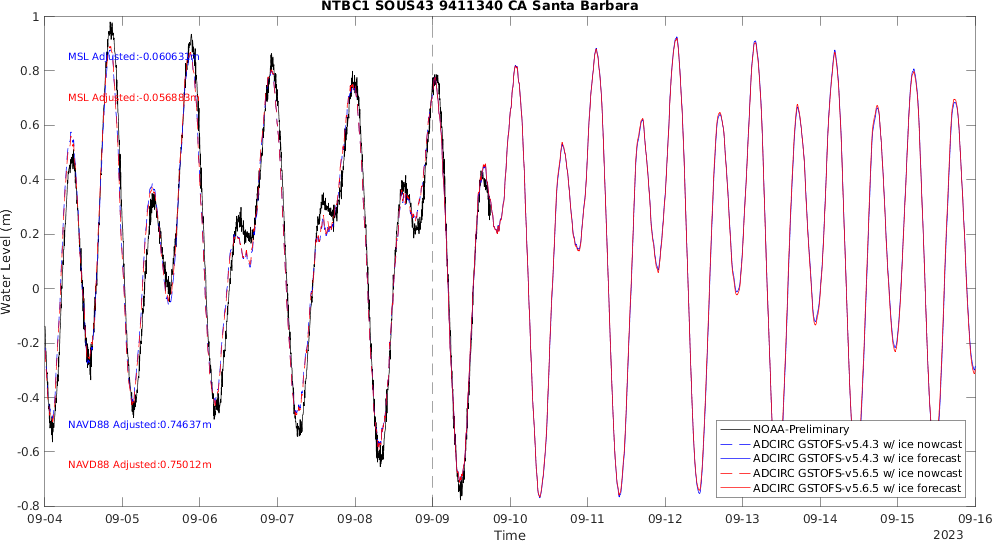 NTBC1 SOUS43 9411340 CA Santa Barbara
Water Level (m)
1
0.8
0.6
0.4
0.2
0
-0.2
-0.4
-0.6
-0.8
MSL Adjusted:-0.060637m
MSL Adjusted:-0.056883m
NAVD88 Adjusted:0.74637m
NAVD88 Adjusted:0.75012m
NOAA-Preliminary
ADCIRC GSTOFS-v5.4.3 w/ ice nowcast
ADCIRC GSTOFS-v5.4.3 w/ ice forecast
ADCIRC GSTOFS-v5.6.5 w/ ice nowcast
ADCIRC GSTOFS-v5.6.5 w/ ice forecast
09-04 09-05 09-06 09-07 09-08 09-09 09-10 09-11 09-12 09-13 09-14 09-15 09-16
Time
2023